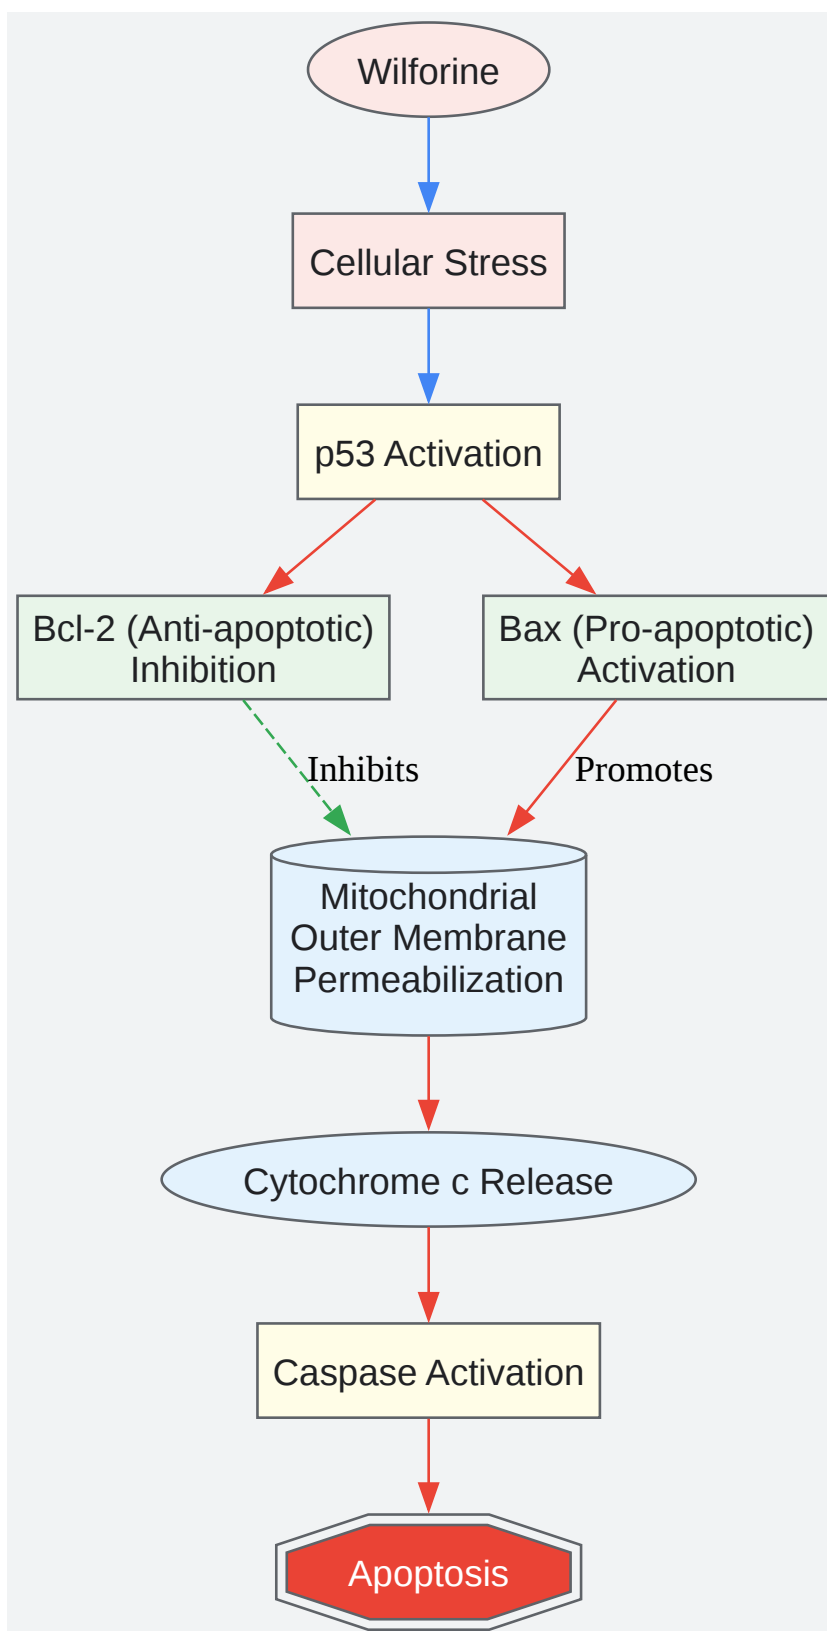 Wilforine
Cellular Stress
p53 Activation
Bcl-2 (Anti-apoptotic)
Inhibition
Bax (Pro-apoptotic)
Activation
Inhibits
Promotes
Mitochondrial
Outer Membrane
Permeabilization
Cytochrome c Release
Caspase Activation
Apoptosis